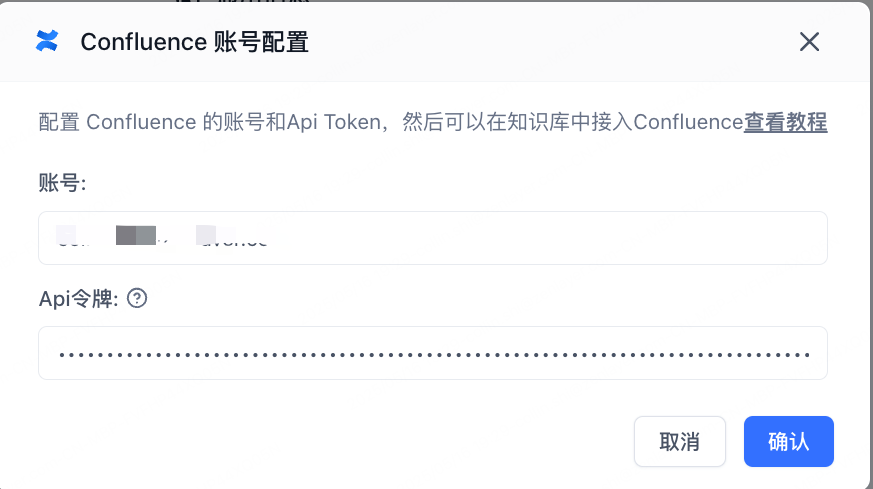 Confluence 账号配置
配置 Confluence 的账号和Api Token，然后可以在知识库中接入Confluence查看教程
账号:
Api令牌:
取消
确认